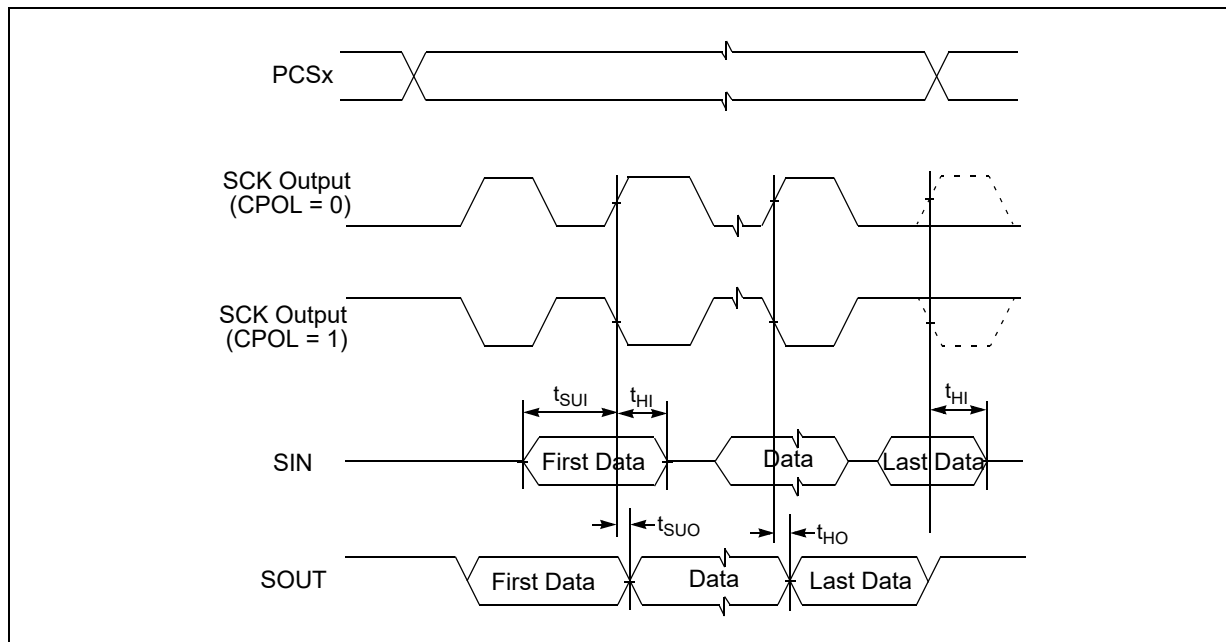 PCSx
SCK Output
(CPOL = 0)
SCK Output
(CPOL = 1)
tSUI
tHI
tHI
SIN
First Data
Data
Last Data
tSUO
tHO
SOUT
First Data
Data
Last Data